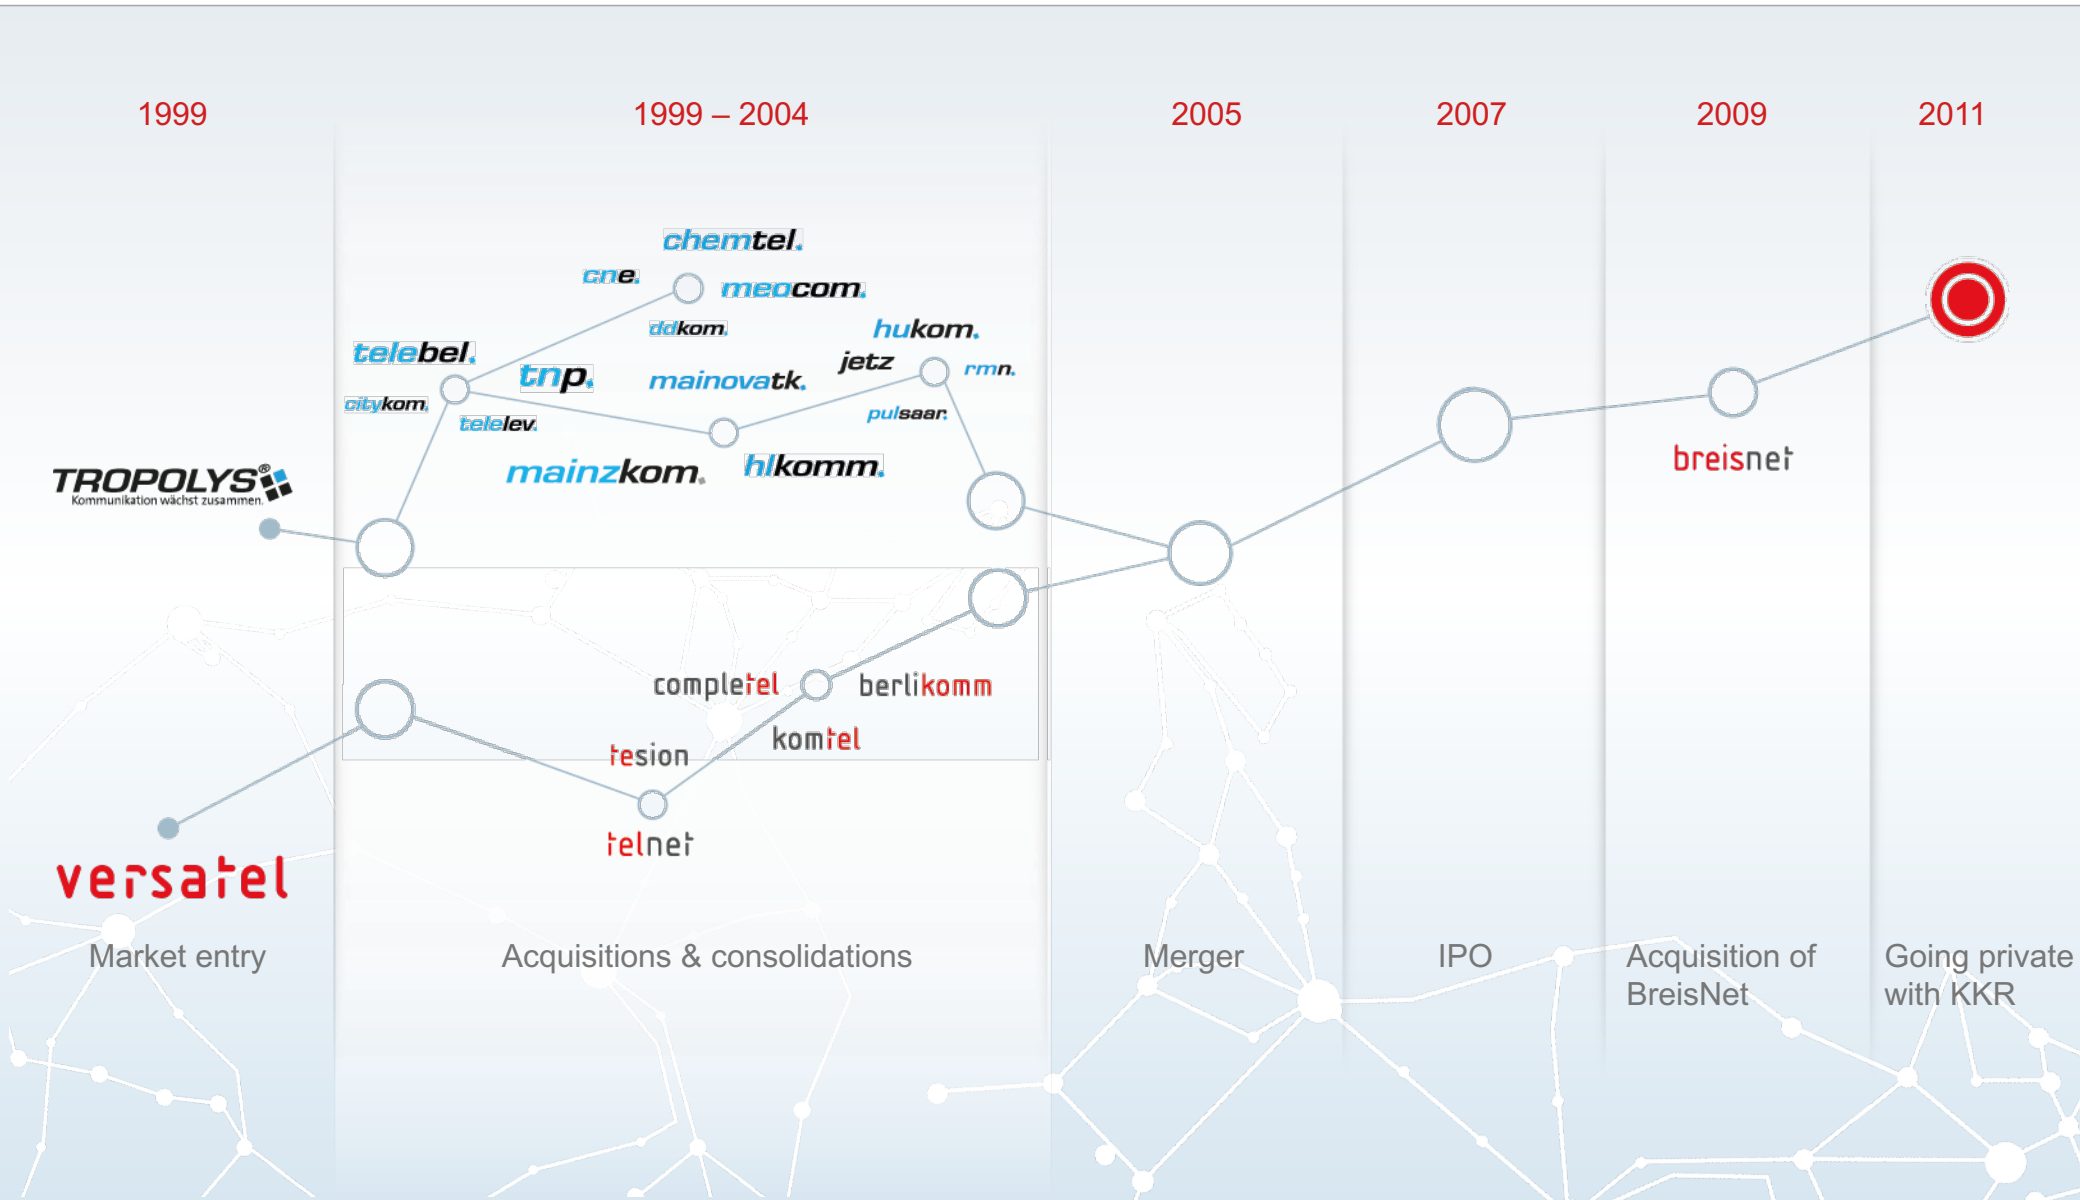 1999
1999 – 2004
2005
2007
2009
2011
chemtel.
cne.
meocom.
ddkom.
hukom.
telebel.
jetz
tnp.
mainovatk.
rmn.
citykom.
pulsaar.
telelev.
mainzkom.
hlkomm.
TROPOLYS®
Kommunikation wächst zusammen.
breisnet
completel
berlikomm
komtel
tesion
telnet
versatel
Market entry
Acquisitions & consolidations
Merger
IPO
Acquisition of
BreisNet
Going private
with KKR